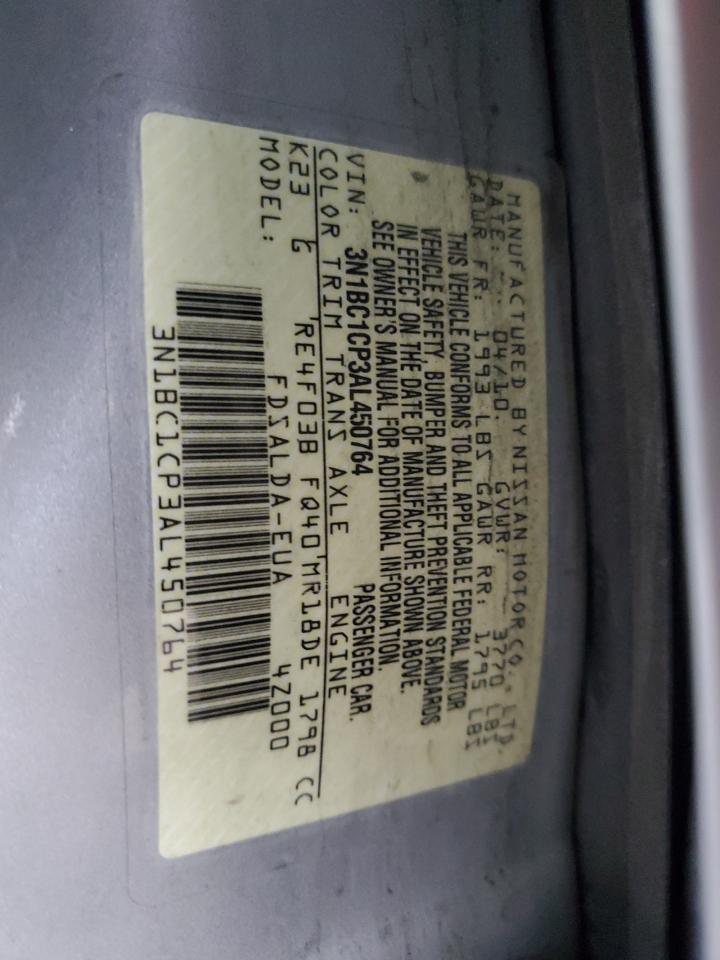 MANUFACTURED BY NISSAN MOTOR CO., LTD.
DATE: 04/10. GVWR: 3770 LBS
GAWR FR: 1993 LBS GAWR RR: 1795 LBS
THIS VEHICLE CONFORMS TO ALL APPLICABLE FEDERAL MOTOR
VEHICLE SAFETY, BUMPER AND THEFT PREVENTION STANDARDS
IN EFFECT ON THE DATE OF MANUFACTURE SHOWN ABOVE.
SEE OWNER'S MANUAL FOR ADDITIONAL INFORMATION.
VIN: 3N1BC1CP3AL450764 PASSENGER CAR.
COLOR TRIM TRANS AXLE ENGINE
K23 G RE4F03B FQ40 MR18DE 1798 CC
MODEL: FDSALDA-EUA 4Z000
3N1BC1CP3AL450764